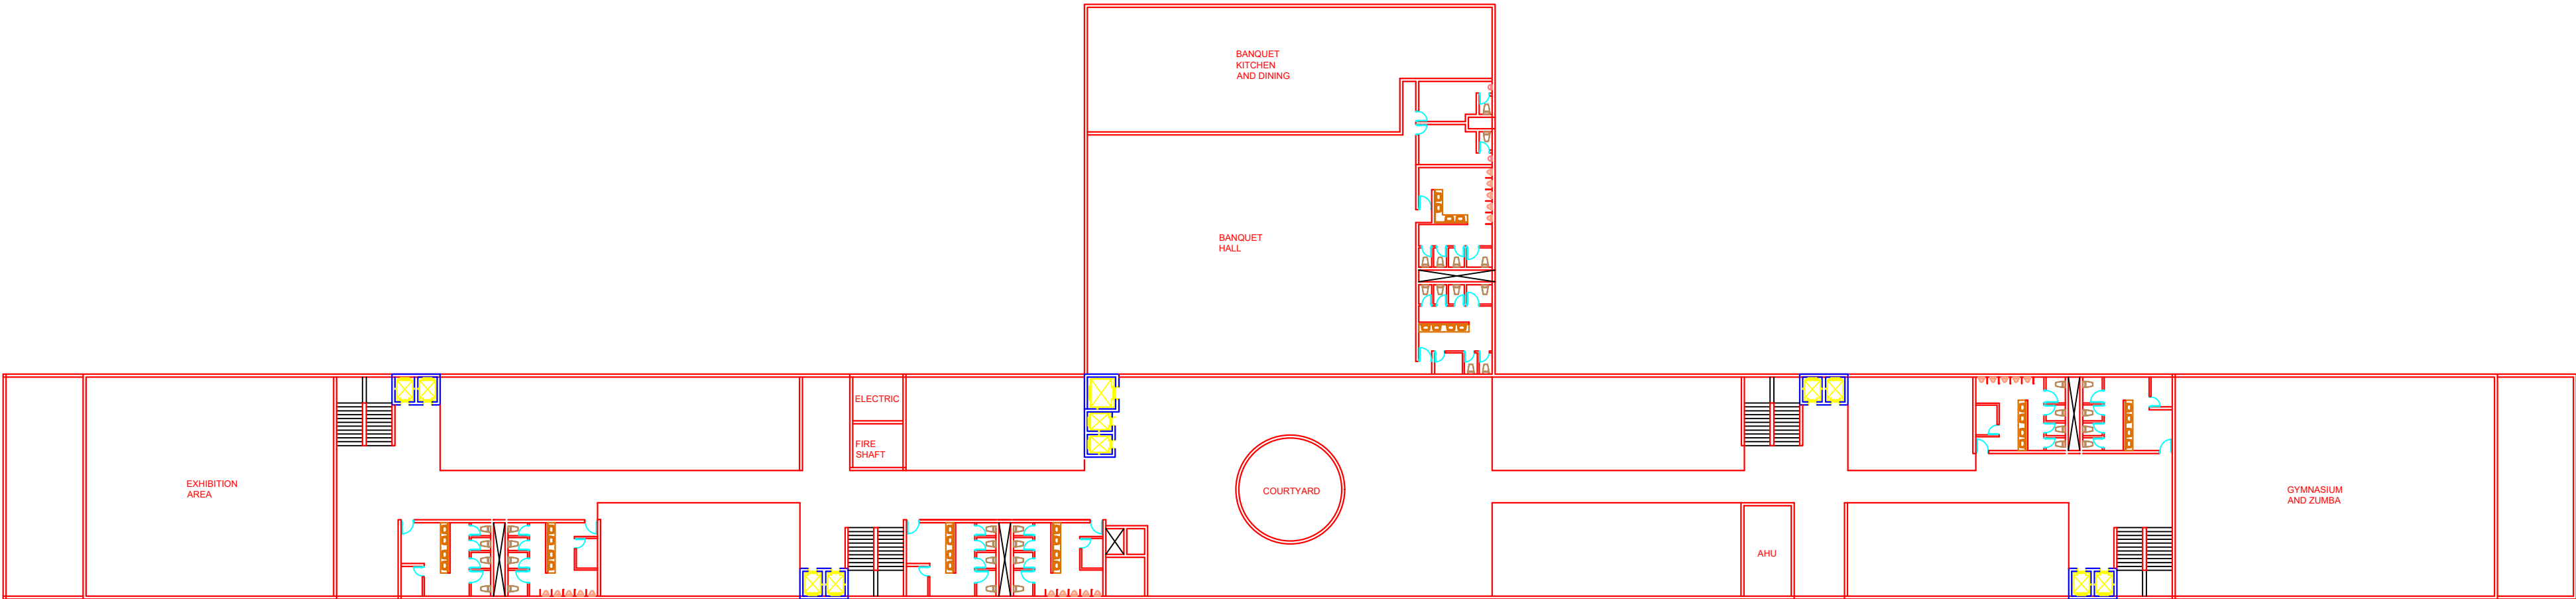 BANQUET
KITCHEN
AND DINING
BANQUET
HALL
ELECTRIC
FIRE
SHAFT
EXHIBITION
AREA
COURTYARD
GYMNASIUM
AND ZUMBA
AHU